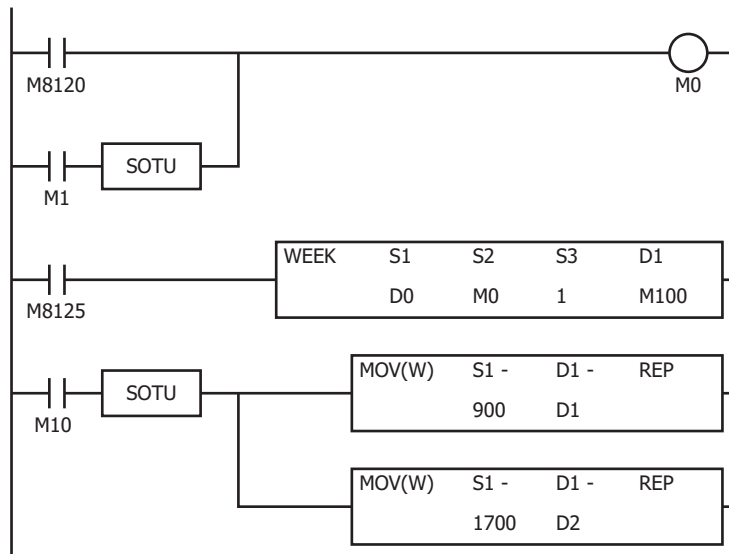 M8120
M0
SOTU
M1
WEEK S1 S2 S3 D1
D0 M0 1 M100
M8125
MOV(W) S1 - D1 - REP
900 D1
SOTU
M10
MOV(W) S1 - D1 - REP
1700 D2